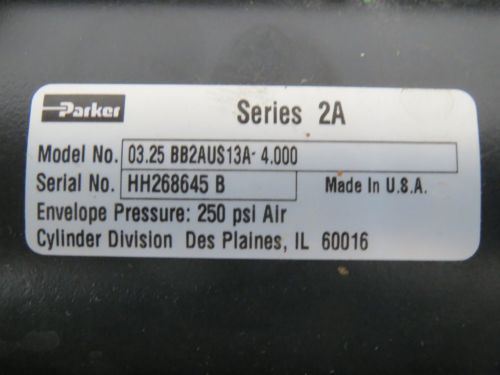 Parker Series 2A
Model No. 03.25 BB2AUS13A- 4.000
Serial No. HH268645 B Made In U.S.A.
Envelope Pressure: 250 psi Air
Cylinder Division Des Plaines, IL 60016